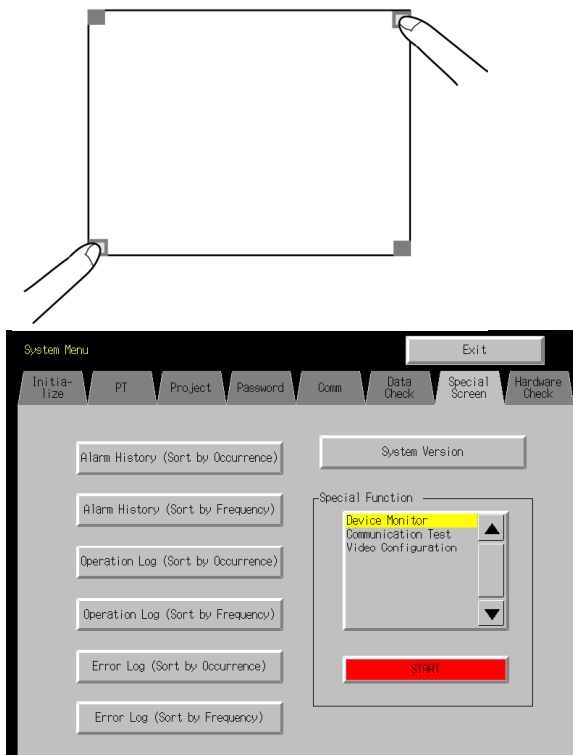 System Menu
Exit
Initia-
lize
PT
Project
Password
Comm
Data
Check
Special
Screen
Hardware
Check
Alarm History (Sort by Occurrence)
System Version
Alarm History (Sort by Frequency)
Operation Log (Sort by Occurrence)
Operation Log (Sort by Frequency)
Error Log (Sort by Occurrence)
Error Log (Sort by Frequency)
Special Function
Device Monitor
Communication Test
Video Configuration
START